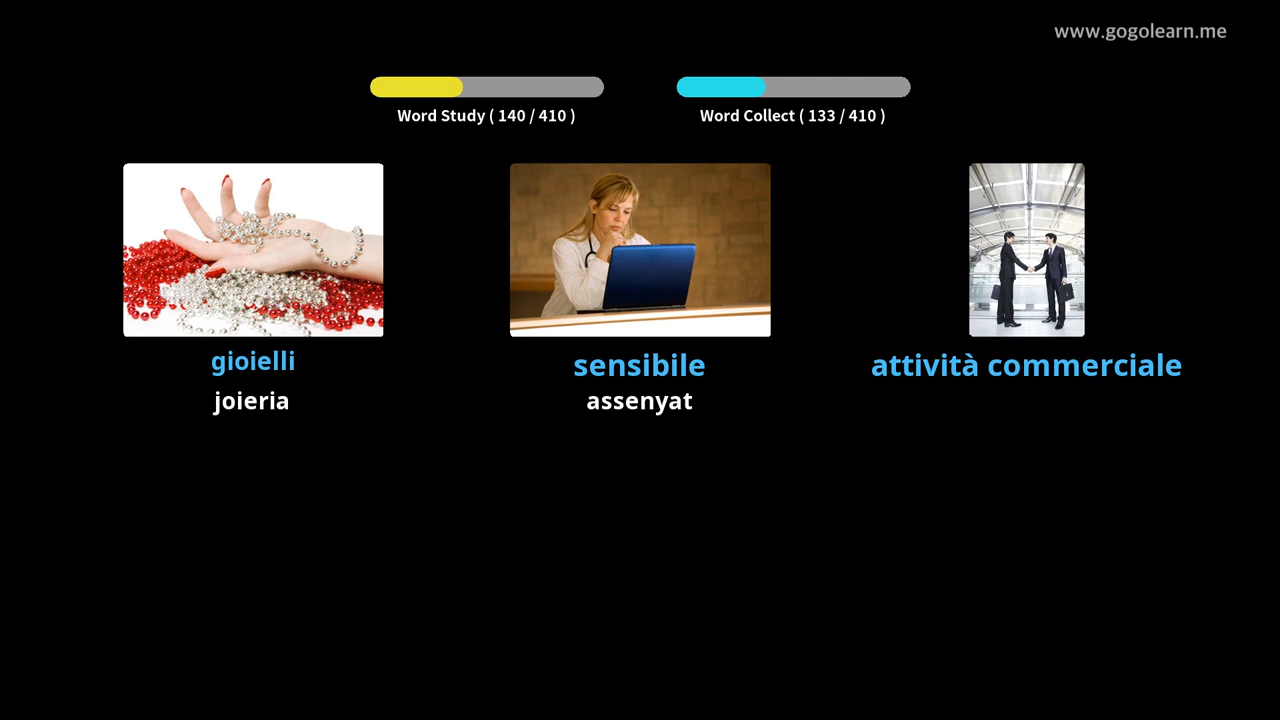 www.gogolearn.me
Word Study ( 140 / 410 )
Word Collect ( 133 / 410 )
gioielli
joieria
sensibile
assenyat
attività commerciale